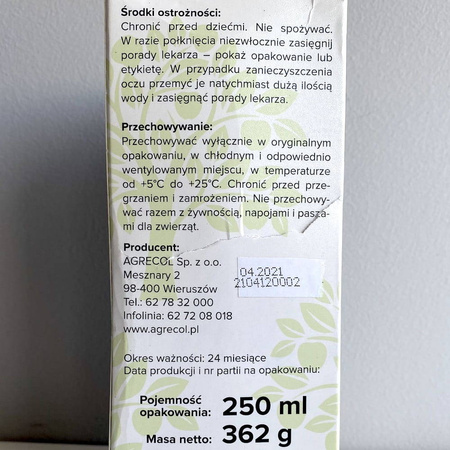 Środki ostrożności:
Chronić przed dziećmi. Nie spożywać.
W razie połknięcia niezwłocznie zasięgnij
porady lekarza – pokaż opakowanie lub
etykietę. W przypadku zanieczyszczenia
oczu przemyć je natychmiast dużą ilością
wody i zasięgnąć porady lekarza.
Przechowywanie:
Przechowywać wyłącznie w oryginalnym
opakowaniu, w chłodnym i odpowiednio
wentylowanym miejscu, w temperaturze
od +5°C do +25°C. Chronić przed prze-
grzaniem i zamrożeniem. Nie przechowy-
wać razem z żywnością, napojami i pasza-
mi dla zwierząt.
Producent:
AGRECOL Sp. z o.o.
Mesznary 2
98-400 Wieruszów
Tel.: 62 78 32 000
Infolinia: 62 72 08 018
www.agrecol.pl
04.2021
2104120002
Okres ważności: 24 miesiące
Data produkcji i nr partii na opakowaniu:
Pojemność
opakowania: 250 ml
Masa netto: 362 g